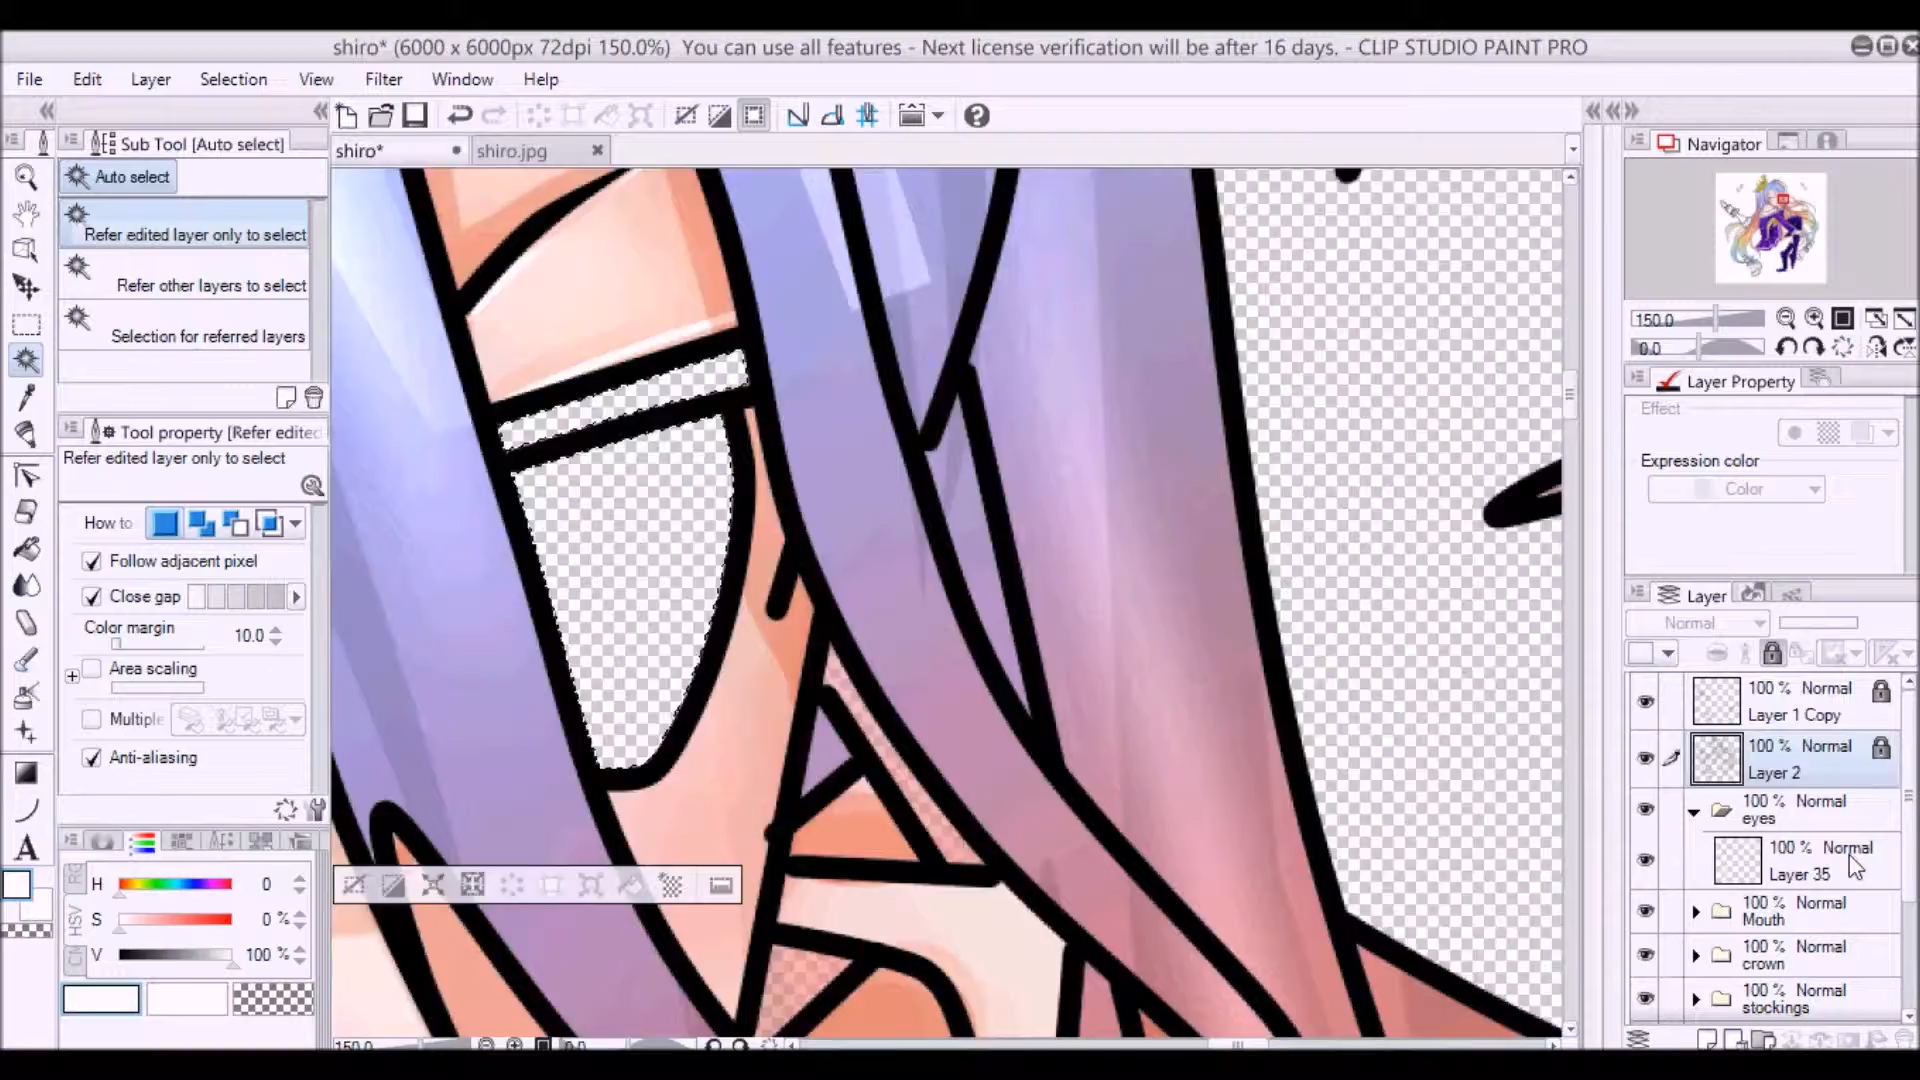 shiro* (6000 x 6000px 72dpi 150.0%) You can use all features - Next license verification will be after 16 days. - CLIP STUDIO PAINT PRO
File Edit Layer Selection View Filter Window Help
Sub Tool [Auto select]
shiro*
shiro.jpg
Navigator
Auto select
Refer edited layer only to select
Refer other layers to select
Selection for referred layers
150.0
0.0
Layer Property
Effect
Expression color
Color
Tool property [Refer edited
Refer edited layer only to select
How to
Follow adjacent pixel
Close gap
Color margin 10.0
Area scaling
Multiple
Anti-aliasing
Layer
Normal
100 % Normal
Layer 1 Copy
100 % Normal
Layer 2
100 % Normal
eyes
100 % Normal
Layer 35
100 % Normal
Mouth
100 % Normal
crown
100 % Normal
stockings
A
H 0
S 0 %
V 100 %
HSV
150.0 0.0